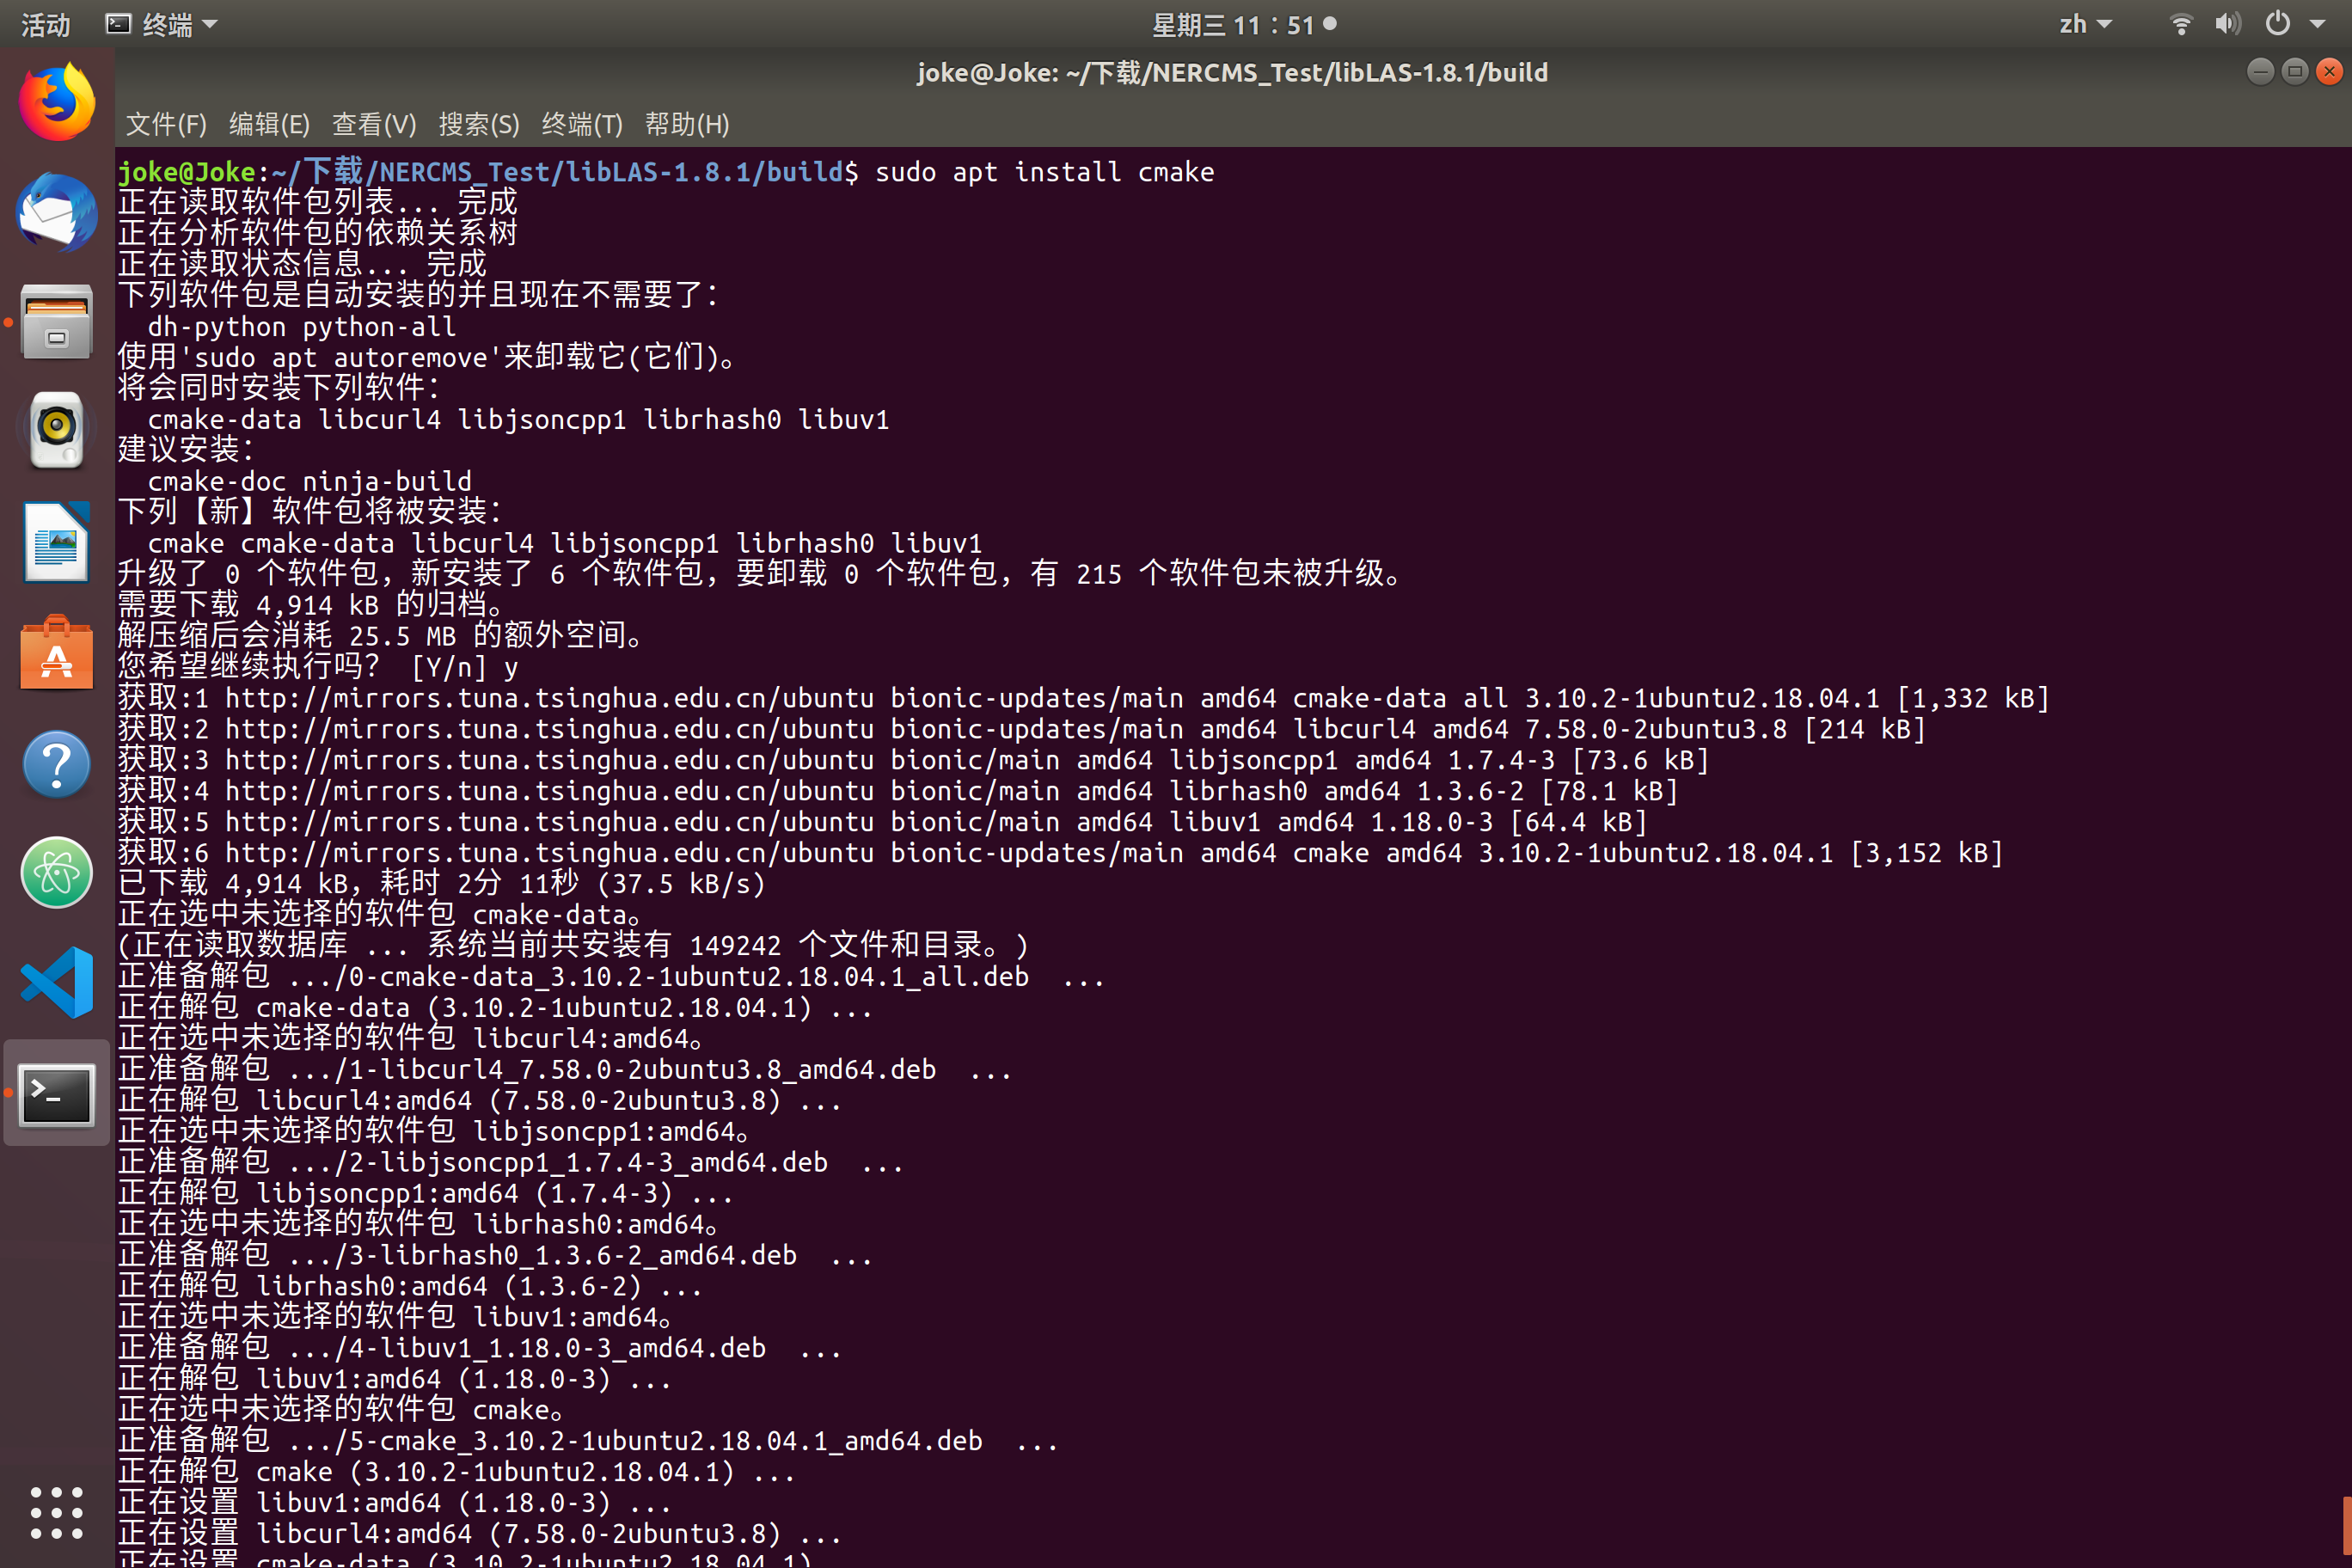 活动 终端 星期三 11：51 zh
joke@Joke: ~/下载/NERCMS_Test/libLAS-1.8.1/build
文件(F) 编辑(E) 查看(V) 搜索(S) 终端(T) 帮助(H)
joke@Joke:~/下载/NERCMS_Test/libLAS-1.8.1/build$ sudo apt install cmake
正在读取软件包列表... 完成
正在分析软件包的依赖关系树
正在读取状态信息... 完成
下列软件包是自动安装的并且现在不需要了：
dh-python python-all
使用'sudo apt autoremove'来卸载它(它们)。
将会同时安装下列软件：
cmake-data libcurl4 libjsoncpp1 librhash0 libuv1
建议安装：
cmake-doc ninja-build
下列【新】软件包将被安装：
cmake cmake-data libcurl4 libjsoncpp1 librhash0 libuv1
升级了 0 个软件包，新安装了 6 个软件包，要卸载 0 个软件包，有 215 个软件包未被升级。
需要下载 4,914 kB 的归档。
解压缩后会消耗 25.5 MB 的额外空间。
您希望继续执行吗？ [Y/n] y
获取:1 http://mirrors.tuna.tsinghua.edu.cn/ubuntu bionic-updates/main amd64 cmake-data all 3.10.2-1ubuntu2.18.04.1 [1,332 kB]
获取:2 http://mirrors.tuna.tsinghua.edu.cn/ubuntu bionic-updates/main amd64 libcurl4 amd64 7.58.0-2ubuntu3.8 [214 kB]
获取:3 http://mirrors.tuna.tsinghua.edu.cn/ubuntu bionic/main amd64 libjsoncpp1 amd64 1.7.4-3 [73.6 kB]
获取:4 http://mirrors.tuna.tsinghua.edu.cn/ubuntu bionic/main amd64 librhash0 amd64 1.3.6-2 [78.1 kB]
获取:5 http://mirrors.tuna.tsinghua.edu.cn/ubuntu bionic/main amd64 libuv1 amd64 1.18.0-3 [64.4 kB]
获取:6 http://mirrors.tuna.tsinghua.edu.cn/ubuntu bionic-updates/main amd64 cmake amd64 3.10.2-1ubuntu2.18.04.1 [3,152 kB]
已下载 4,914 kB，耗时 2分 11秒 (37.5 kB/s)
正在选中未选择的软件包 cmake-data。
(正在读取数据库 ... 系统当前共安装有 149242 个文件和目录。)
正准备解包 .../0-cmake-data_3.10.2-1ubuntu2.18.04.1_all.deb  ...
正在解包 cmake-data (3.10.2-1ubuntu2.18.04.1) ...
正在选中未选择的软件包 libcurl4:amd64。
正准备解包 .../1-libcurl4_7.58.0-2ubuntu3.8_amd64.deb  ...
正在解包 libcurl4:amd64 (7.58.0-2ubuntu3.8) ...
正在选中未选择的软件包 libjsoncpp1:amd64。
正准备解包 .../2-libjsoncpp1_1.7.4-3_amd64.deb  ...
正在解包 libjsoncpp1:amd64 (1.7.4-3) ...
正在选中未选择的软件包 librhash0:amd64。
正准备解包 .../3-librhash0_1.3.6-2_amd64.deb  ...
正在解包 librhash0:amd64 (1.3.6-2) ...
正在选中未选择的软件包 libuv1:amd64。
正准备解包 .../4-libuv1_1.18.0-3_amd64.deb  ...
正在解包 libuv1:amd64 (1.18.0-3) ...
正在选中未选择的软件包 cmake。
正准备解包 .../5-cmake_3.10.2-1ubuntu2.18.04.1_amd64.deb  ...
正在解包 cmake (3.10.2-1ubuntu2.18.04.1) ...
正在设置 libuv1:amd64 (1.18.0-3) ...
正在设置 libcurl4:amd64 (7.58.0-2ubuntu3.8) ...
正在设置 cmake-data (3.10.2-1ubuntu2.18.04.1)